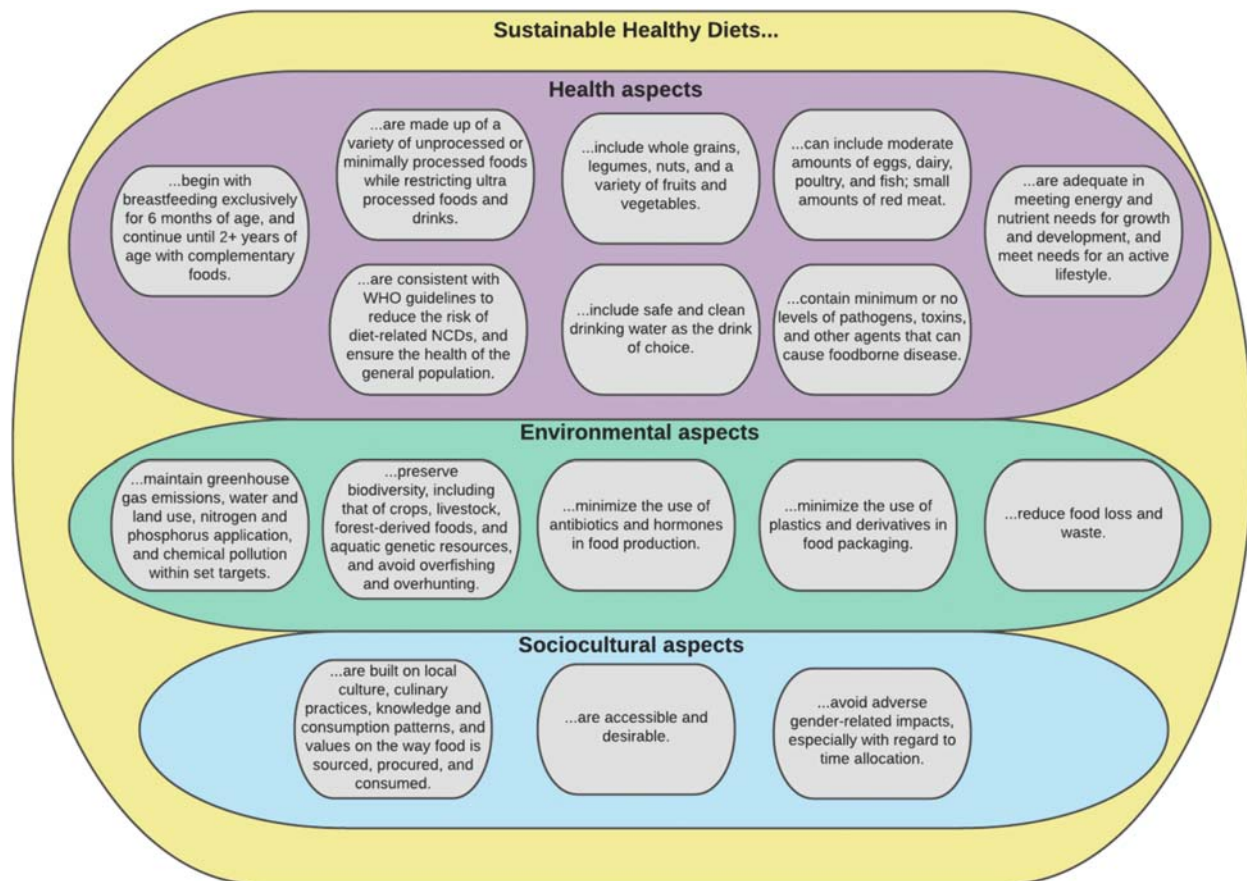 Sustainable Healthy Diets...
Health aspects
...begin with
breastfeeding exclusively
for 6 months of age, and
continue until 2+ years of
age with complementary
foods.
...are made up of a
variety of unprocessed or
minimally processed foods
while restricting ultra
processed foods and
drinks.
...include whole grains,
legumes, nuts, and a
variety of fruits and
vegetables.
...can include moderate
amounts of eggs, dairy,
poultry, and fish; small
amounts of red meat.
...are adequate in
meeting energy and
nutrient needs for growth
and development, and
meet needs for an active
lifestyle.
...are consistent with
WHO guidelines to
reduce the risk of
diet-related NCDs, and
ensure the health of the
general population.
...include safe and clean
drinking water as the drink
of choice.
...contain minimum or no
levels of pathogens, toxins,
and other agents that can
cause foodborne disease.
Environmental aspects
...maintain greenhouse
gas emissions, water and
land use, nitrogen and
phosphorus application,
and chemical pollution
within set targets.
...preserve
biodiversity, including
that of crops, livestock,
forest-derived foods, and
aquatic genetic resources,
and avoid overfishing
and overhunting.
...minimize the use of
antibiotics and hormones
in food production.
...minimize the use of
plastics and derivatives in
food packaging.
...reduce food loss and
waste.
Sociocultural aspects
...are built on local
culture, culinary
practices, knowledge and
consumption patterns, and
values on the way food is
sourced, procured, and
consumed.
...are accessible and
desirable.
...avoid adverse
gender-related impacts,
especially with regard to
time allocation.